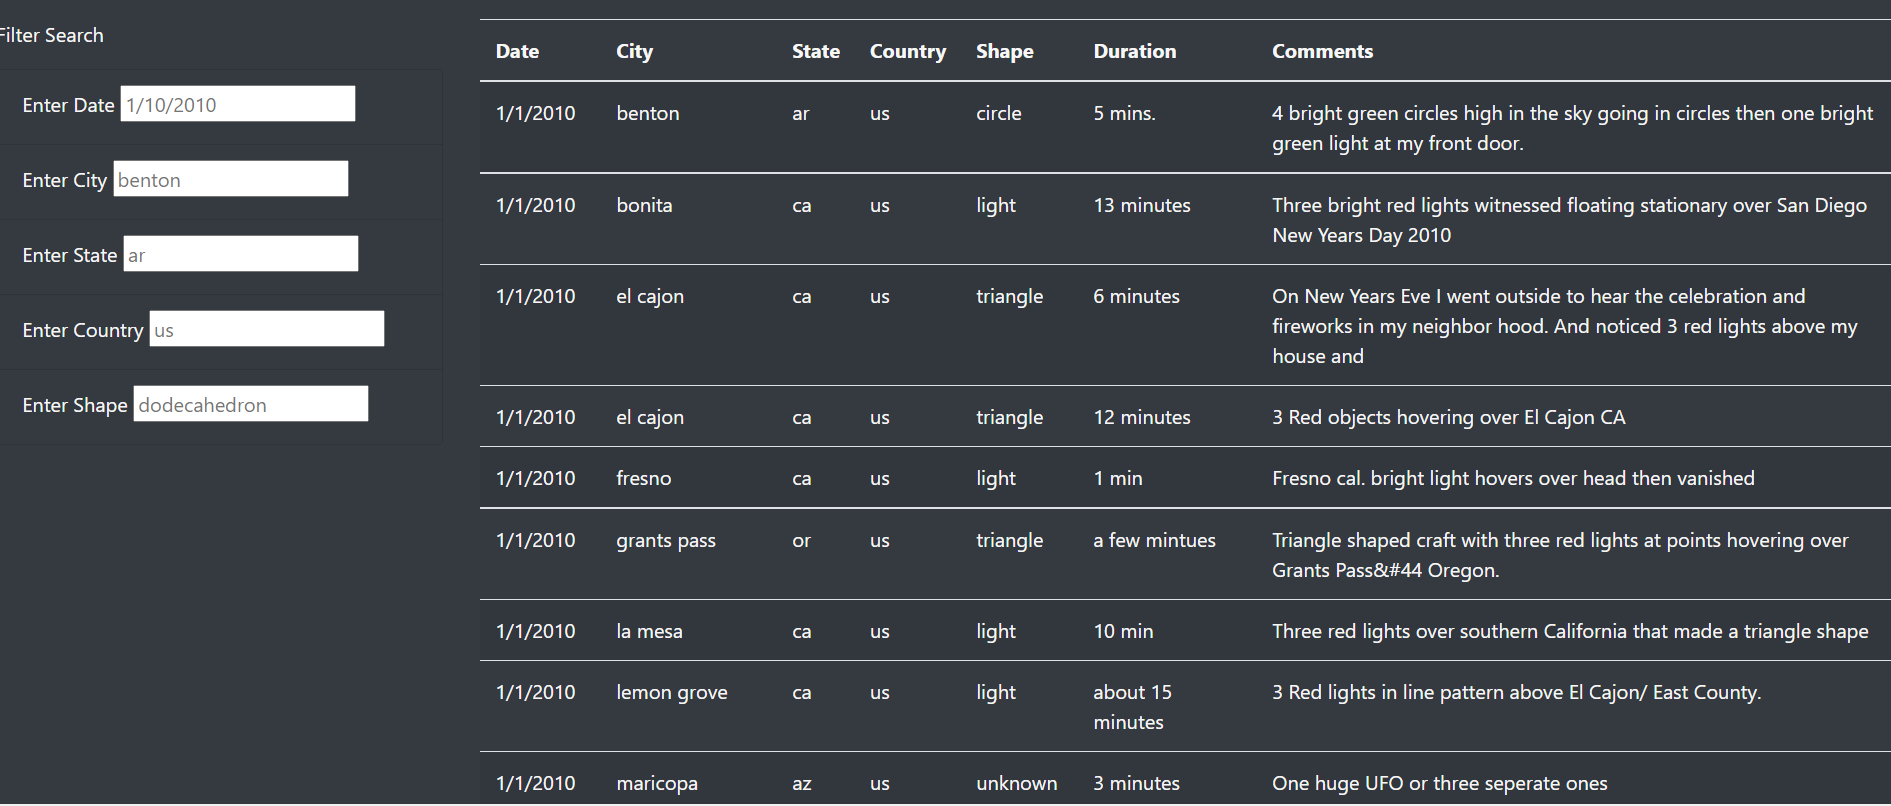 Filter Search
Enter Date 1/10/2010
Enter City benton
Enter State ar
Enter Country us
Enter Shape dodecahedron
Date City State Country Shape Duration Comments
1/1/2010 benton ar us circle 5 mins. 4 bright green circles high in the sky going in circles then one bright
green light at my front door.
1/1/2010 bonita ca us light 13 minutes Three bright red lights witnessed floating stationary over San Diego
New Years Day 2010
1/1/2010 el cajon ca us triangle 6 minutes On New Years Eve I went outside to hear the celebration and
fireworks in my neighbor hood. And noticed 3 red lights above my
house and
1/1/2010 el cajon ca us triangle 12 minutes 3 Red objects hovering over El Cajon CA
1/1/2010 fresno ca us light 1 min Fresno cal. bright light hovers over head then vanished
1/1/2010 grants pass or us triangle a few mintues Triangle shaped craft with three red lights at points hovering over
Grants Pass&#44 Oregon.
1/1/2010 la mesa ca us light 10 min Three red lights over southern California that made a triangle shape
1/1/2010 lemon grove ca us light about 15 3 Red lights in line pattern above El Cajon/ East County.
minutes
1/1/2010 maricopa az us unknown 3 minutes One huge UFO or three seperate ones